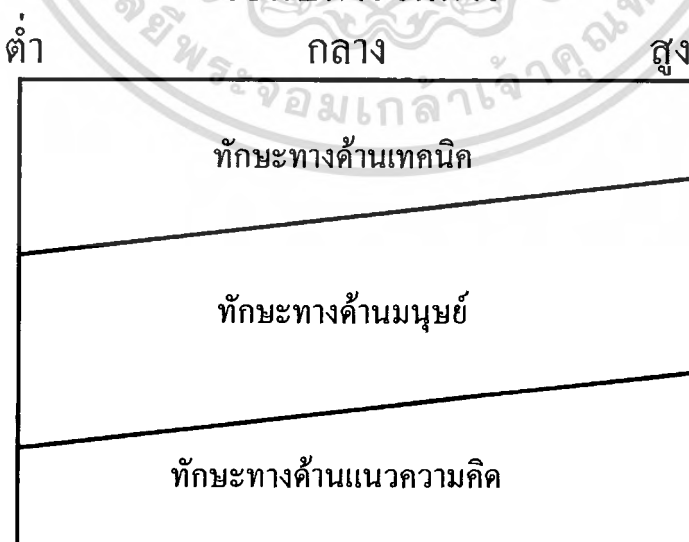 ต่ำ กลาง สูง
ทักษะทางด้านเทคนิค
ทักษะทางด้านมนุษย์
ทักษะทางด้านแนวความคิด